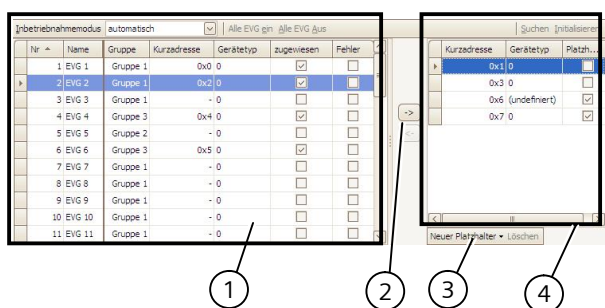 Inbetriebnahmemodus automatisch Alle EVG ein Alle EVG Aus Suchen Initialisieren
Nr Name Gruppe Kurzadresse Gerätetyp zugewiesen Fehler
1 EVG 1 Gruppe 1 0x0 0
2 EVG 2 Gruppe 1 0x2 0
3 EVG 3 Gruppe 1 - 0
4 EVG 4 Gruppe 3 0x4 0
5 EVG 5 Gruppe 2 - 0
6 EVG 6 Gruppe 3 0x5 0
7 EVG 7 Gruppe 1 - 0
8 EVG 8 Gruppe 1 - 0
9 EVG 9 Gruppe 1 - 0
10 EVG 10 Gruppe 1 - 0
11 EVG 11 Gruppe 1 - 0
->
<-
Kurzadresse Gerätetyp Platzh...
0x1 0
0x3 0
0x6 (undefiniert)
0x7 0
Neuer Platzhalter Löschen
1 2 3 4